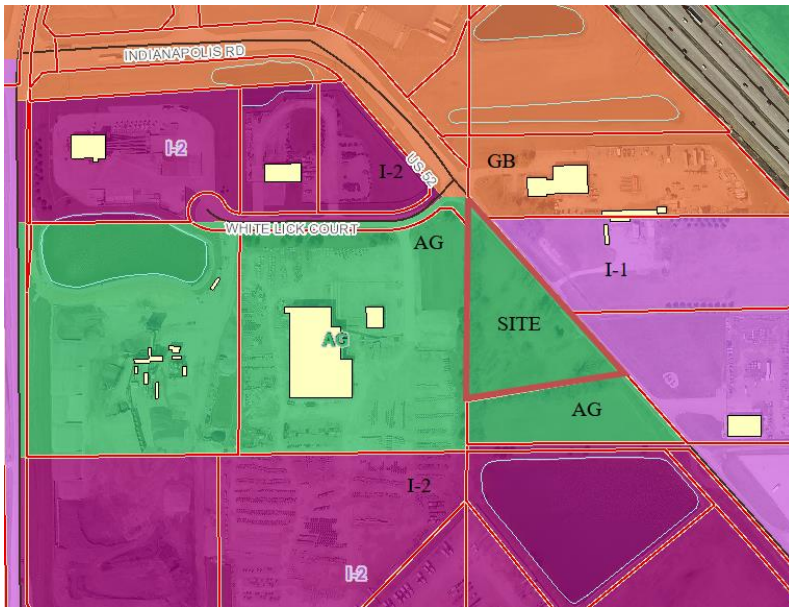 INDIANAPOLIS RD
I-2
I-2
US-52
GB
WHITE LICK COURT
AG
I-1
SITE
AG
AG
I-2
I-2